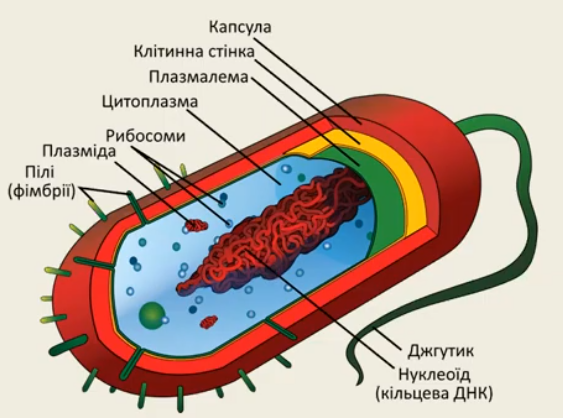 Капсула
Клітинна стінка
Плазмалема
Цитоплазма
Рибосоми
Плазміда
Пілі
(фімбрії)
Джгутик
Нуклеоїд
(кільцева ДНК)